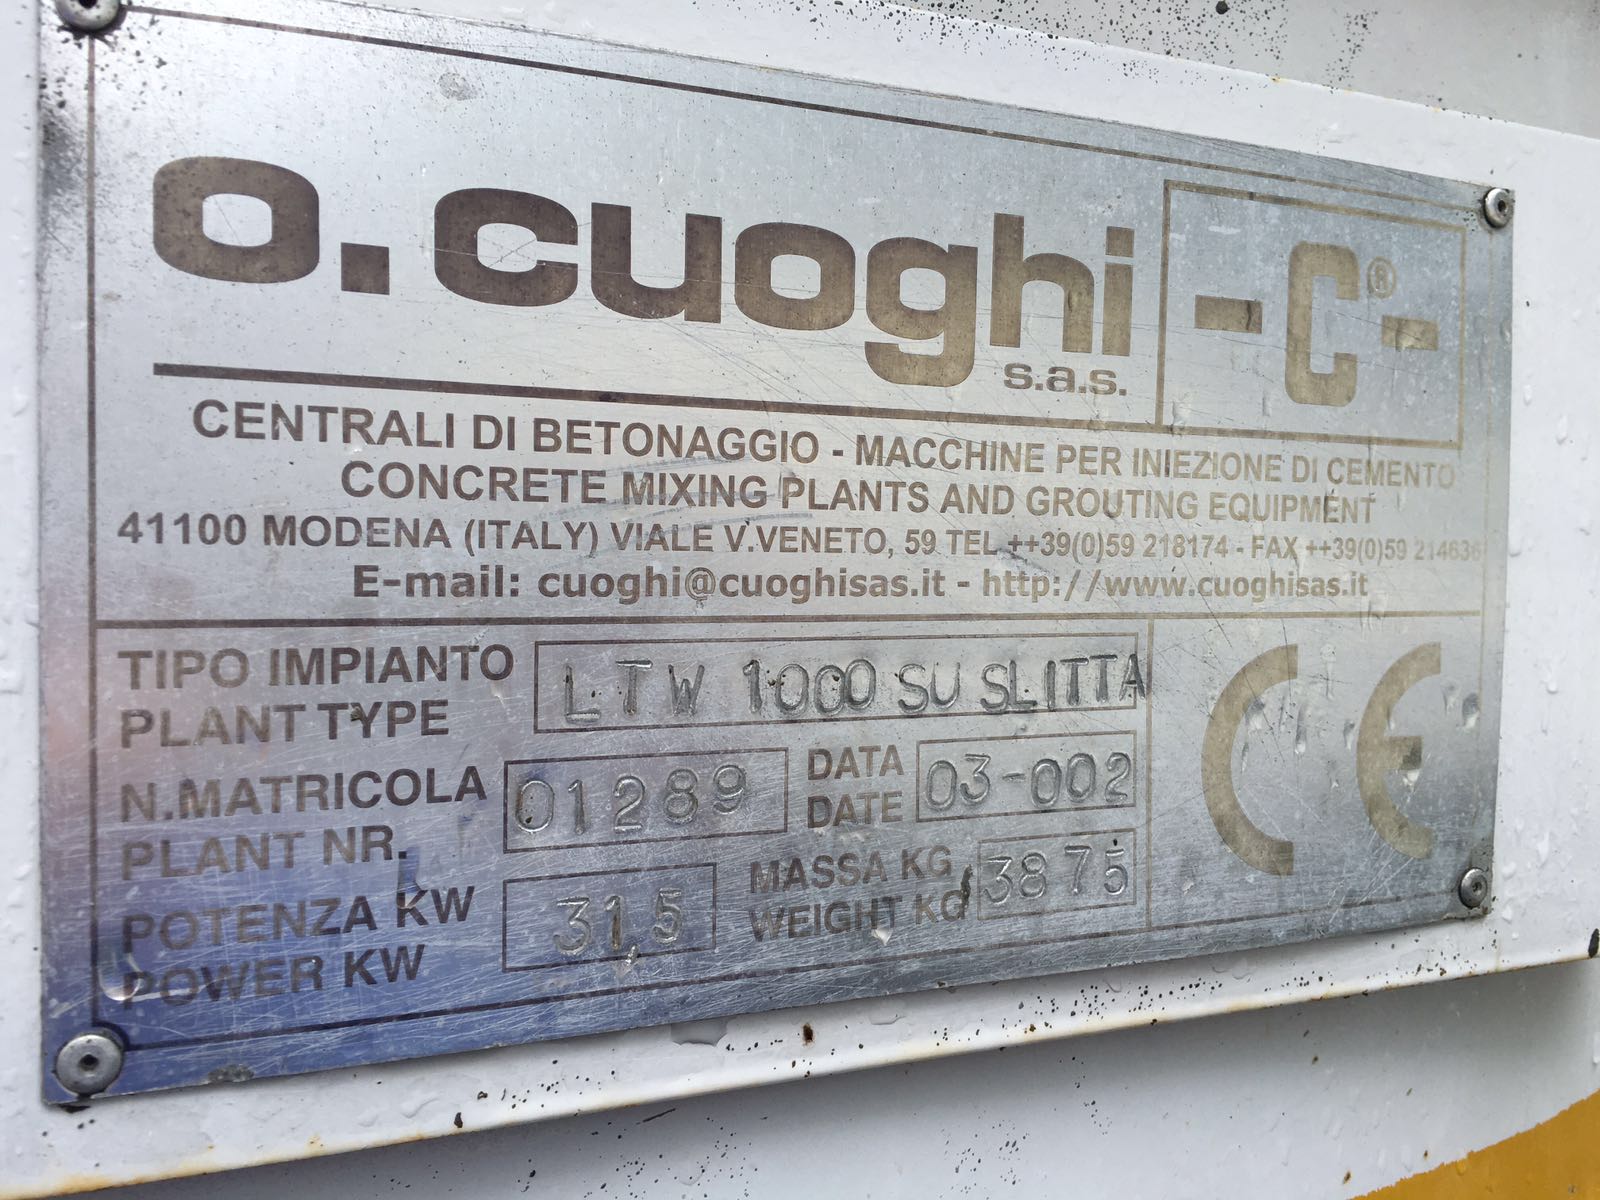 o.cuoghi
s.a.s.
-C-®
CENTRALI DI BETONAGGIO - MACCHINE PER INIEZIONE DI CEMENTO
CONCRETE MIXING PLANTS AND GROUTING EQUIPMENT
41100 MODENA (ITALY) VIALE V.VENETO, 59 TEL ++39(0)59 218174 - FAX ++39(0)59 214636
E-mail: cuoghi@cuoghisas.it - http://www.cuoghisas.it
TIPO IMPIANTO
PLANT TYPE
LTW 1000 SU SLITTA
N.MATRICOLA
PLANT NR.
01289
DATA
DATE
03-002
POTENZA KW
POWER KW
31,5
MASSA KG
WEIGHT KG
3875
CE